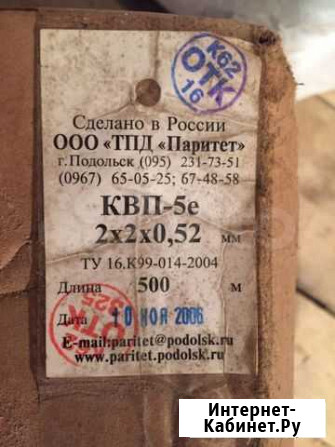 К62
ОТК
16
Сделано в России
ООО «ТПД «Паритет»
г.Подольск (095) 231-73-51
(0967) 65-05-25; 67-48-58
КВП-5е
2х2х0,52 мм
ТУ 16.К99-014-2004
Длина 500 м
Дата 10 НОЯ 2006
ОТК
325
E-mail:paritet@podolsk.ru
www.paritet.podolsk.ru
Интернет-
Кабинет.Ру